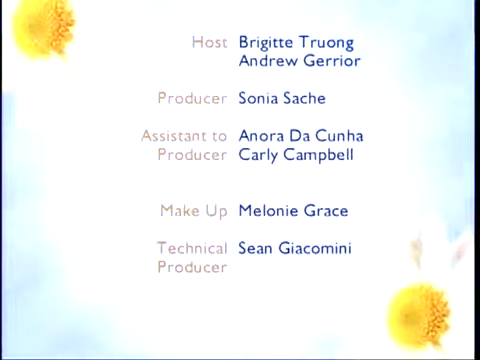 Host Brigitte Truong
Andrew Gerrior
Producer Sonia Sache
Assistant to Anora Da Cunha
Producer Carly Campbell
Make Up Melonie Grace
Technical Sean Giacomini
Producer